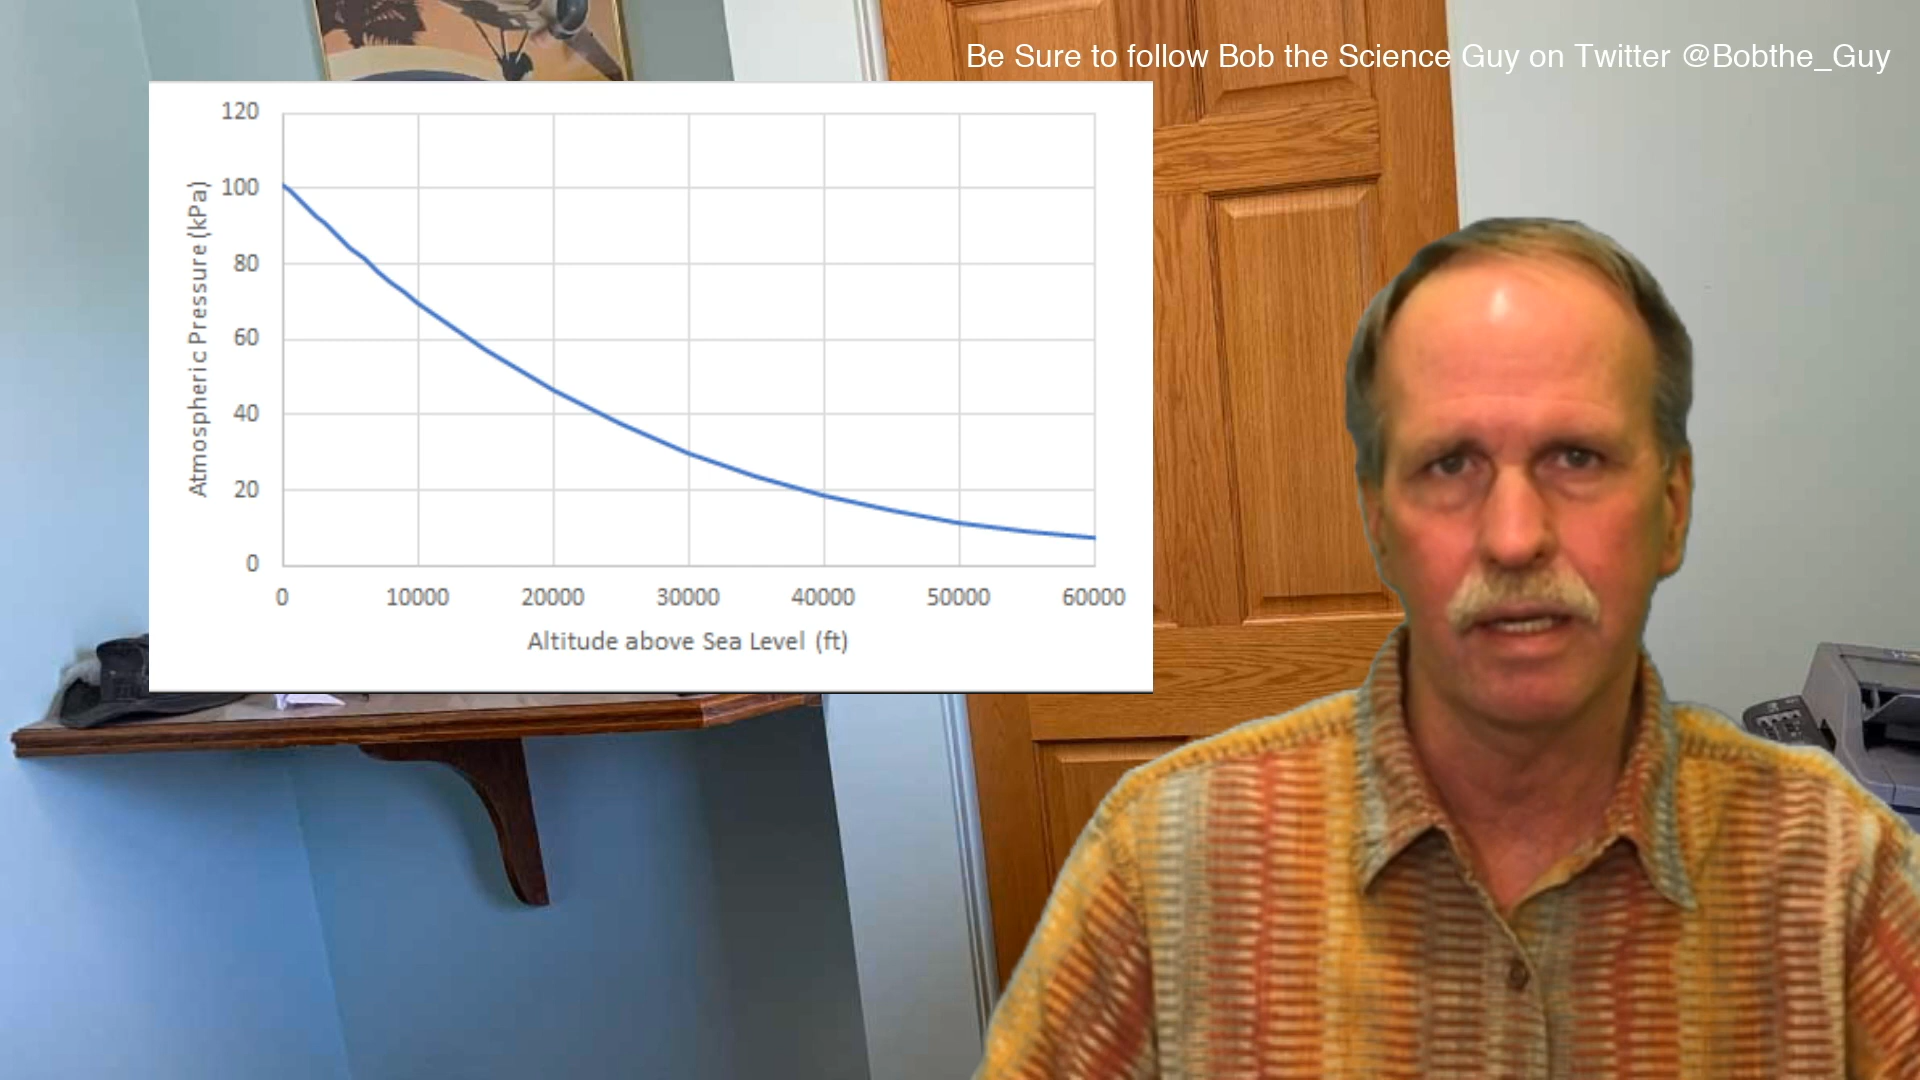 Be Sure to follow Bob the Science Guy on Twitter @Bobthe_Guy
120
100
80
60
40
20
0
Atmospheric Pressure (kPa)
0 10000 20000 30000 40000 50000 60000
Altitude above Sea Level (ft)